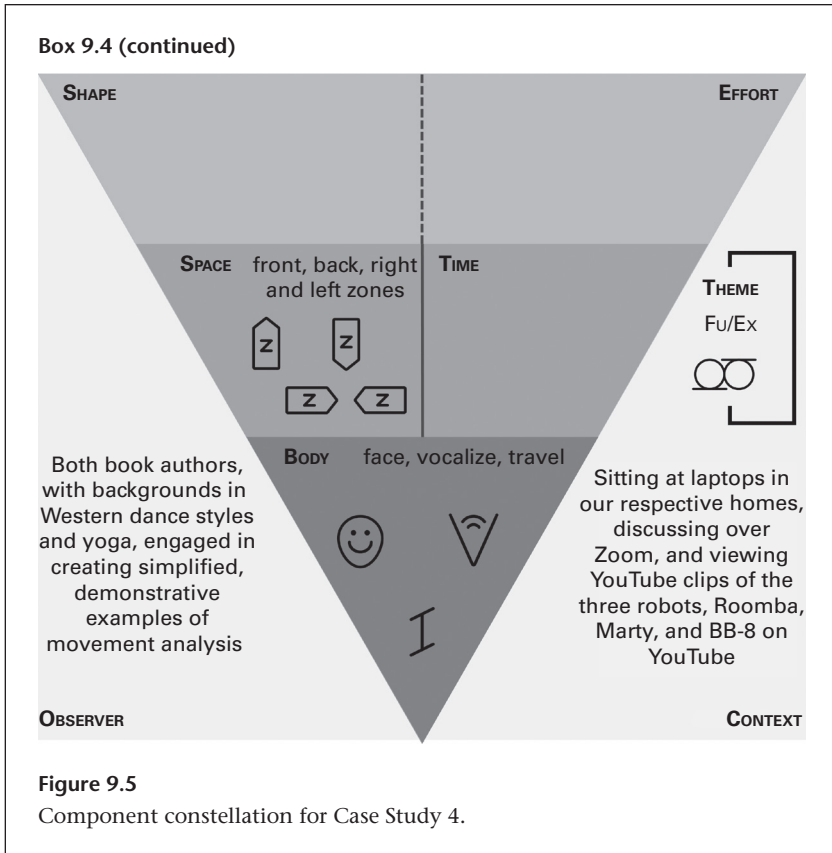 Box 9.4 (continued)
SHAPE
EFFORT
SPACE front, back, right
and left zones
TIME
Z
Z
Z
Z
THEME
FU/EX
BODY face, vocalize, travel
Both book authors,
with backgrounds in
Western dance styles
and yoga, engaged in
creating simplified,
demonstrative
examples of
movement analysis
Sitting at laptops in
our respective homes,
discussing over
Zoom, and viewing
YouTube clips of the
three robots, Roomba,
Marty, and BB-8 on
YouTube
OBSERVER
CONTEXT
Figure 9.5
Component constellation for Case Study 4.